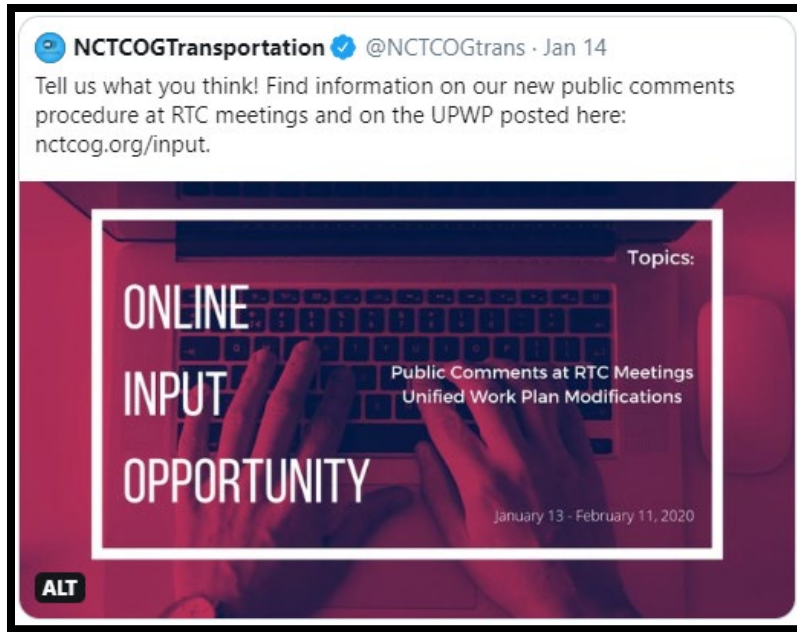 NCTCOGTransportation @NCTCOGtrans · Jan 14
Tell us what you think! Find information on our new public comments
procedure at RTC meetings and on the UPWP posted here:
nctcog.org/input.
Topics:
ONLINE
INPUT
OPPORTUNITY
Public Comments at RTC Meetings
Unified Work Plan Modifications
January 13 - February 11, 2020
ALT